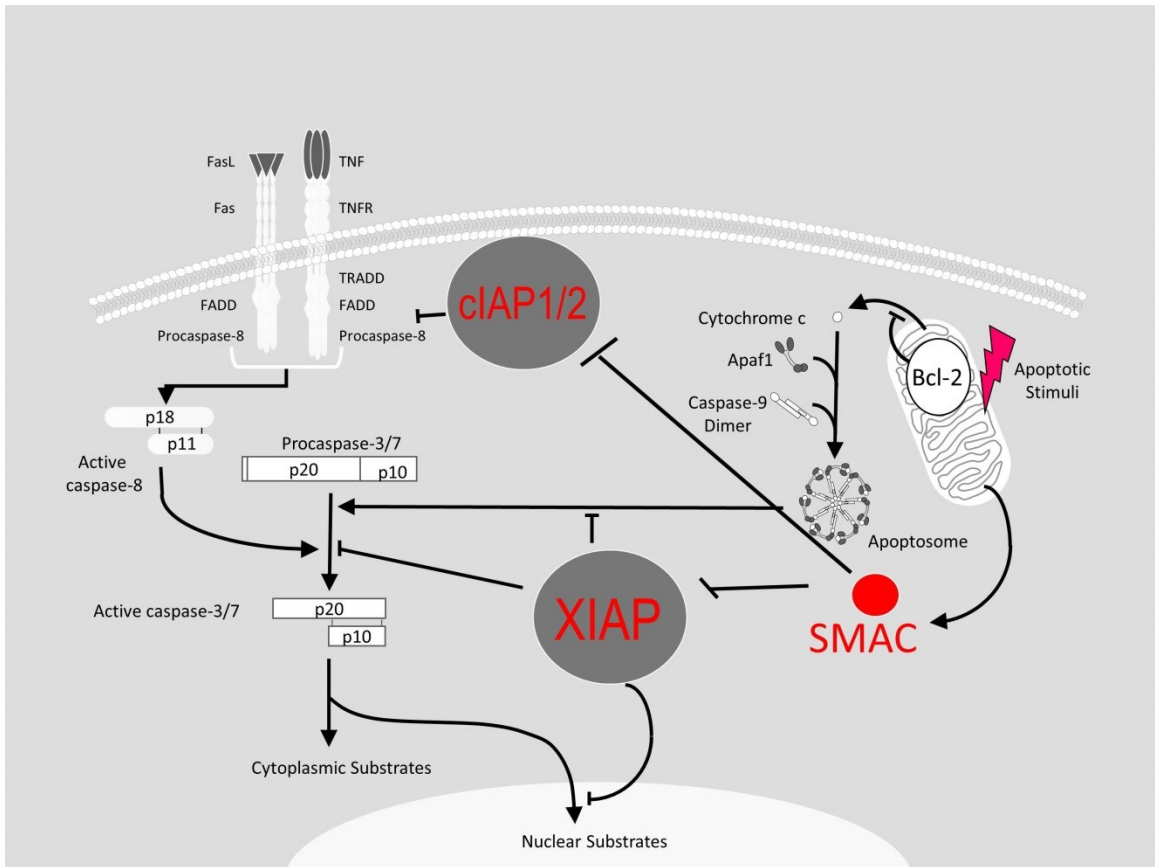 FasL
TNF
Fas
TNFR
TRADD
FADD
FADD
Procaspase-8
Procaspase-8
cIAP1/2
Cytochrome c
Apaf1
Caspase-9
Dimer
Bcl-2
Apoptotic
Stimuli
p18
p11
Active
caspase-8
Procaspase-3/7
p20
p10
Apoptosome
Active caspase-3/7
p20
p10
XIAP
SMAC
Cytoplasmic Substrates
Nuclear Substrates